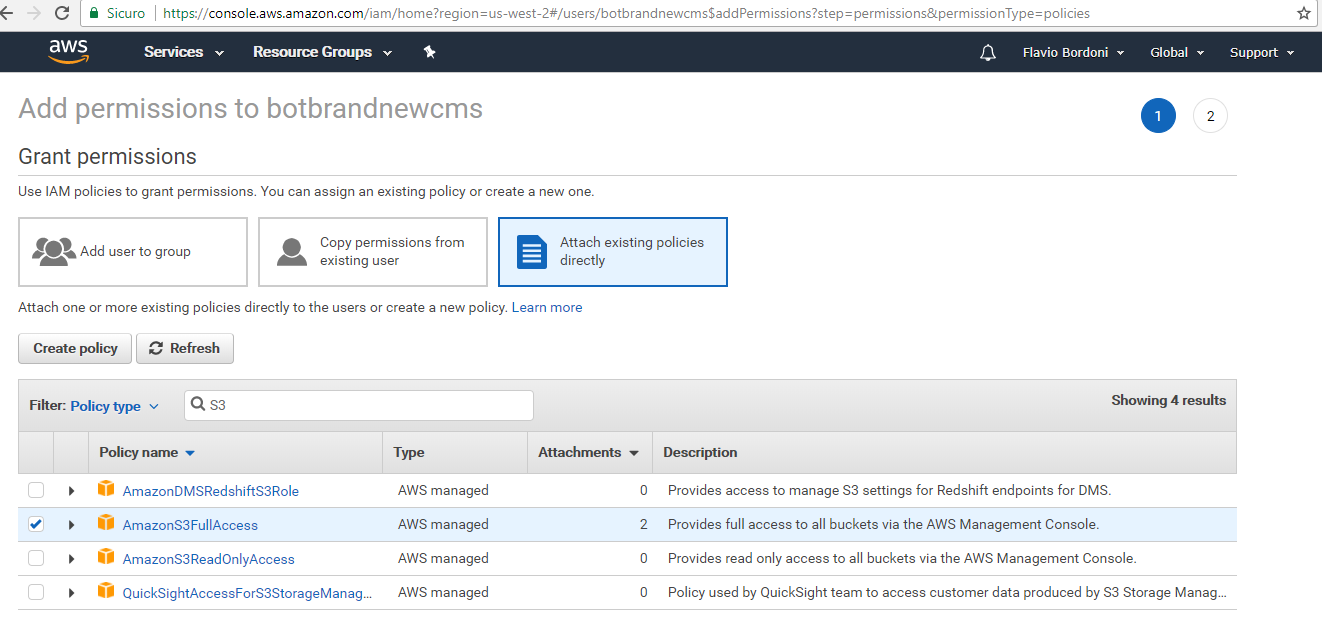 Sicuro https://console.aws.amazon.com/iam/home?region=us-west-2#/users/botbrandnewcms$addPermissions?step=permissions&permissionType=policies
aws Services Resource Groups Flavio Bordoni Global Support
Add permissions to botbrandnewcms
1 2
Grant permissions
Use IAM policies to grant permissions. You can assign an existing policy or create a new one.
Add user to group
Copy permissions from existing user
Attach existing policies directly
Attach one or more existing policies directly to the users or create a new policy. Learn more
Create policy Refresh
Filter: Policy type S3 Showing 4 results
Policy name Type Attachments Description
AmazonDMSRedshiftS3Role AWS managed 0 Provides access to manage S3 settings for Redshift endpoints for DMS.
AmazonS3FullAccess AWS managed 2 Provides full access to all buckets via the AWS Management Console.
AmazonS3ReadOnlyAccess AWS managed 0 Provides read only access to all buckets via the AWS Management Console.
QuickSightAccessForS3StorageManag... AWS managed 0 Policy used by QuickSight team to access customer data produced by S3 Storage Manag...